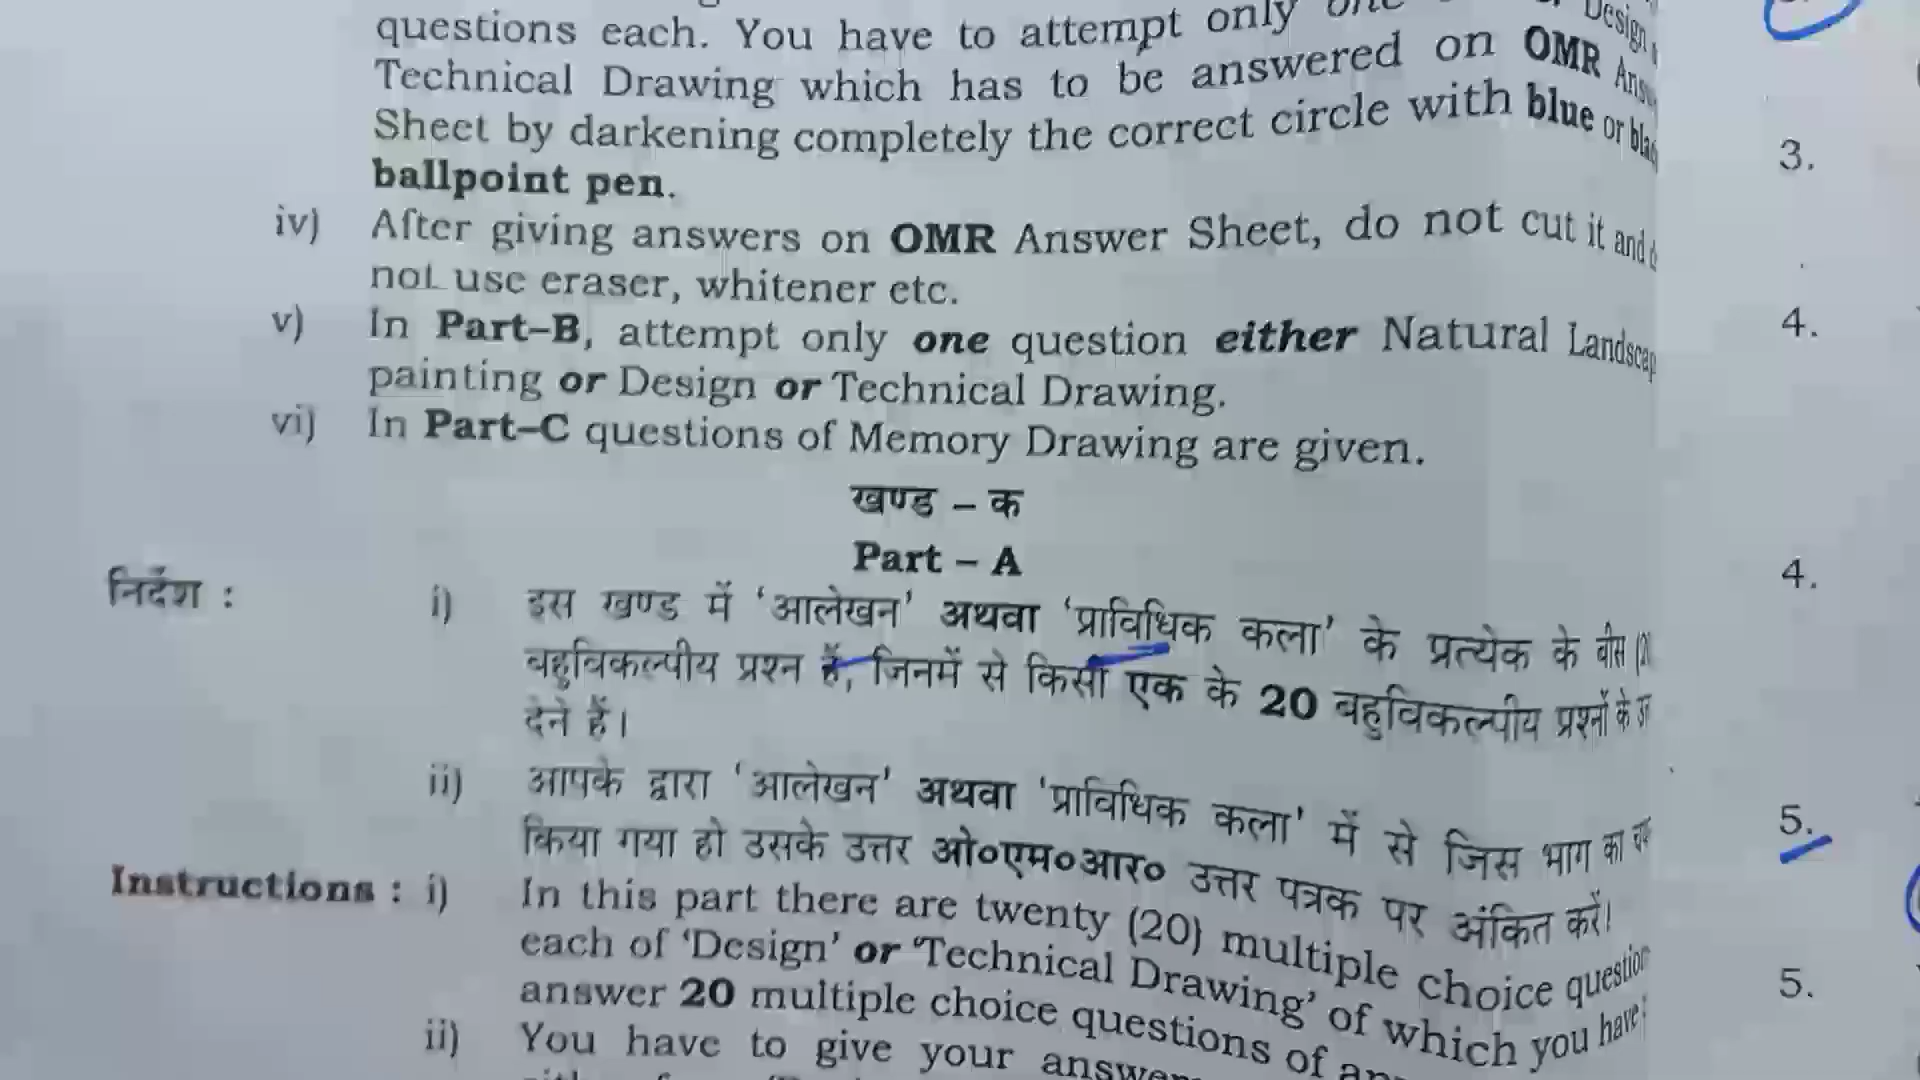 questions each. You have to attempt only one Design
Technical Drawing which has to be answered on OMR
Sheet by darkening completely the correct circle with blue or
ballpoint pen.
iv) After giving answers on OMR Answer Sheet, do not cut it and
not use eraser, whitener etc.
v) In Part–B, attempt only one question either Natural
painting or Design or Technical Drawing.
vi) In Part–C questions of Memory Drawing are given.
खण्ड – क
Part – A
निर्देश : i) इस खण्ड में ‘आलेखन’ अथवा ‘प्राविधिक कला’ के प्रत्येक के बीस
बहुविकल्पीय प्रश्न हैं, जिनमें से किसी एक के 20 बहुविकल्पीय प्रश्नों के
देने हैं।
ii) आपके द्वारा ‘आलेखन’ अथवा ‘प्राविधिक कला’ में से जिस भाग का
किया गया हो उसके उत्तर ओ०एम०आर० उत्तर पत्रक पर अंकित करें।
Instructions : i) In this part there are twenty (20) multiple choice
each of ‘Design’ or ‘Technical Drawing’ of which you have
answer 20 multiple choice questions of
ii) You have to give your
3.
4.
4.
5.
5.